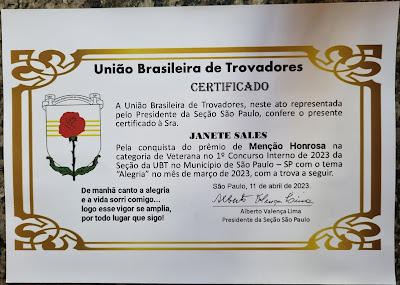 União Brasileira de Trovadores
CERTIFICADO
A União Brasileira de Trovadores, neste ato representada
pelo Presidente da Seção São Paulo, confere o presente
certificado à Sra.
JANETE SALES
Pela conquista do prêmio de Menção Honrosa na
categoria de Veterana no 1º Concurso Interno de 2023 da
Seção da UBT no Município de São Paulo – SP com o tema
"Alegria" no mês de março de 2023, com a trova a seguir.
São Paulo, 11 de abril de 2023.
De manhã canto a alegria
e a vida sorri comigo...
logo esse vigor se amplia,
por todo lugar que sigo!
Alberto Valença Lima
Alberto Valença Lima
Presidente da Seção São Paulo